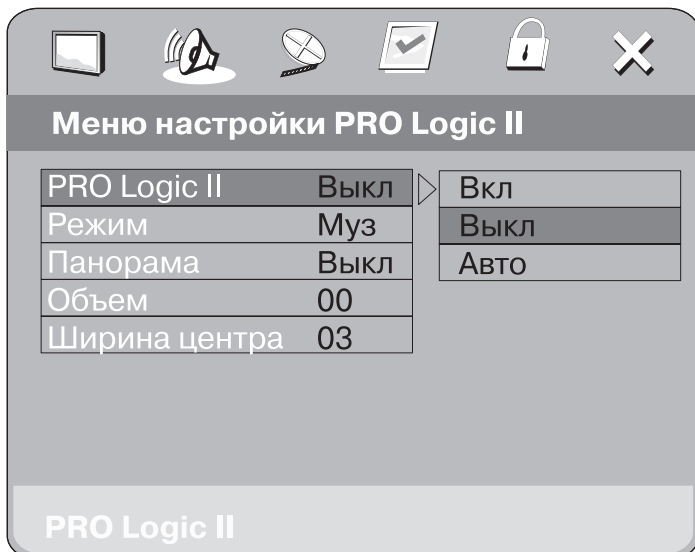 Меню настройки PRO Logic II
PRO Logic II Выкл Вкл
Режим Муз Выкл
Панорама Выкл Авто
Объем 00
Ширина центра 03
PRO Logic II